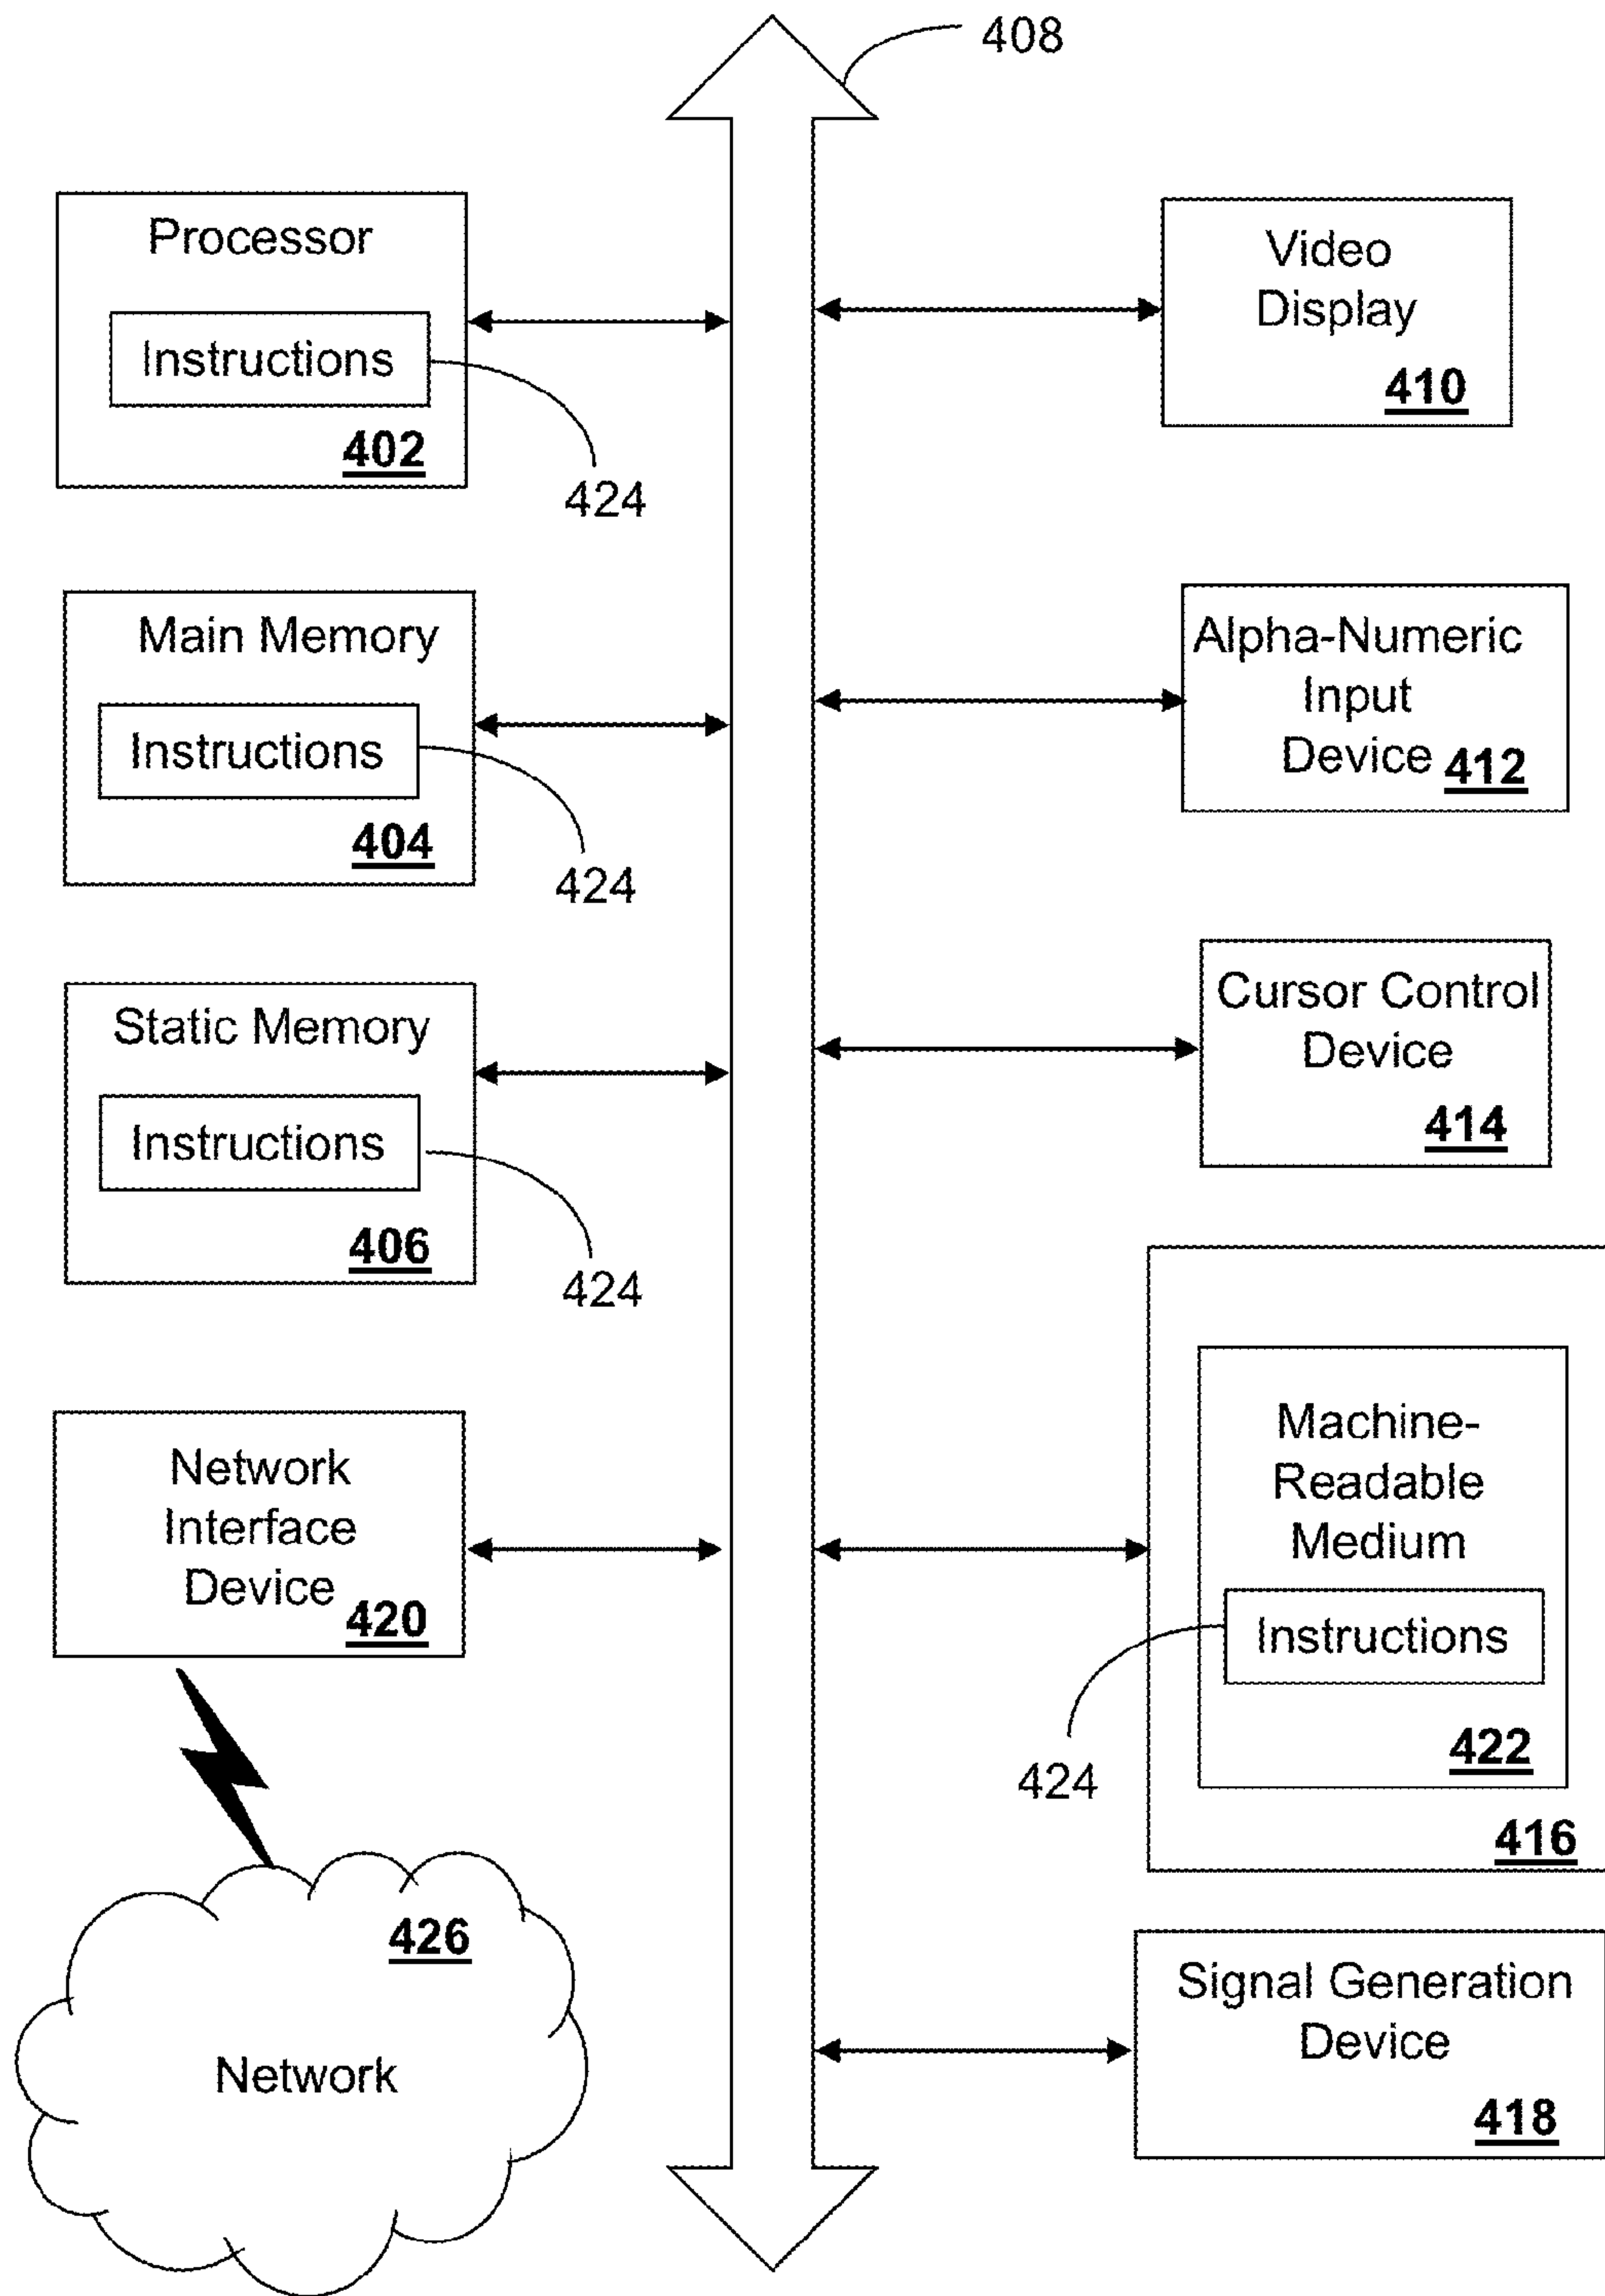 408
Processor
Instructions
402
424
Main Memory
Instructions
404
424
Static Memory
Instructions
406
424
Network
Interface
Device
420
426
Network
Video
Display
410
Alpha-Numeric
Input
Device 412
Cursor Control
Device
414
Machine-
Readable
Medium
Instructions
424
422
416
Signal Generation
Device
418